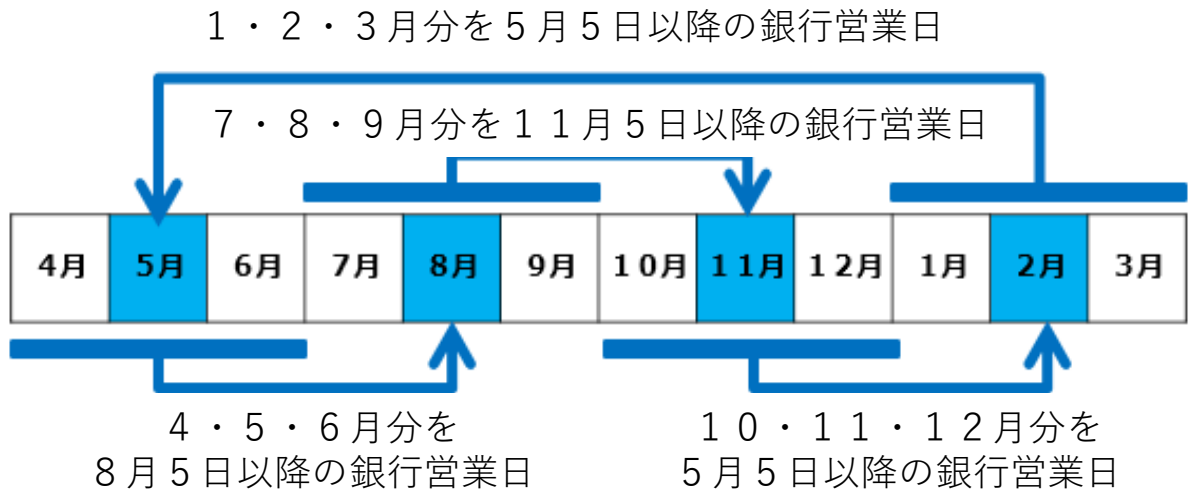 １・２・３月分を５月５日以降の銀行営業日
７・８・９月分を１１月５日以降の銀行営業日
4月 5月 6月 7月 8月 9月 １０月 １１月 １２月 1月 2月 3月
４・５・６月分を
８月５日以降の銀行営業日
１０・１１・１２月分を
５月５日以降の銀行営業日